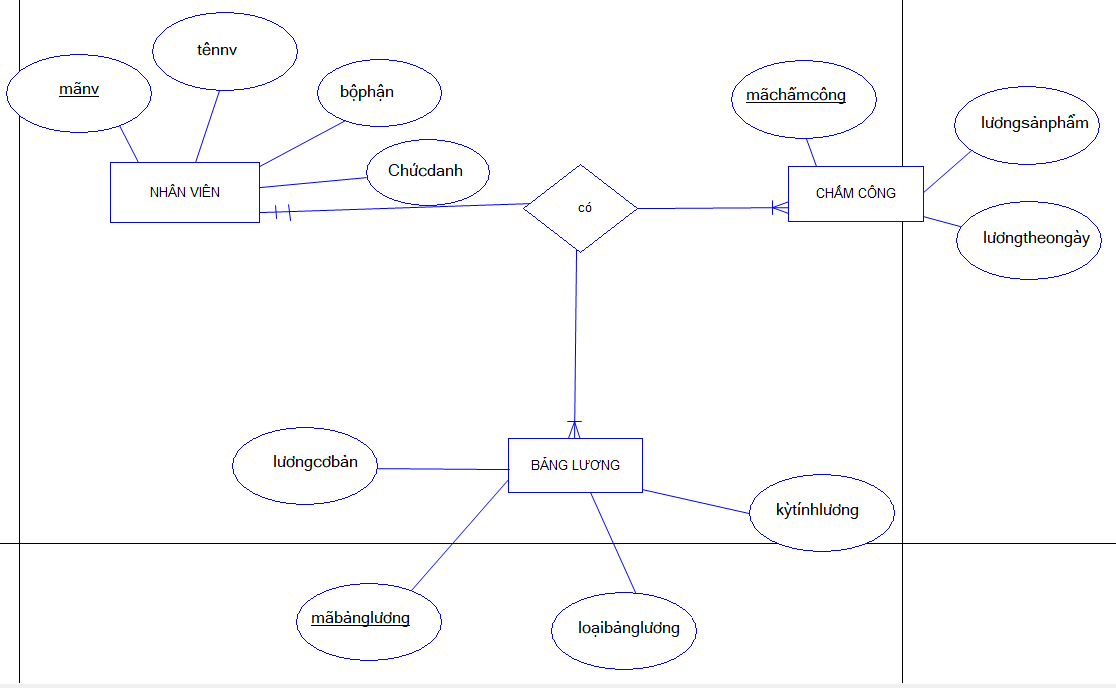 tênnv
mãnv
bộphận
mãchấmcông
lươngsảnphẩm
Chứcdanh
NHÂN VIÊN
CHẤM CÔNG
có
lươngtheongày
lươngcơbản
BẢNG LƯƠNG
kỳtínhlương
mãbảnglương
loạibảnglương